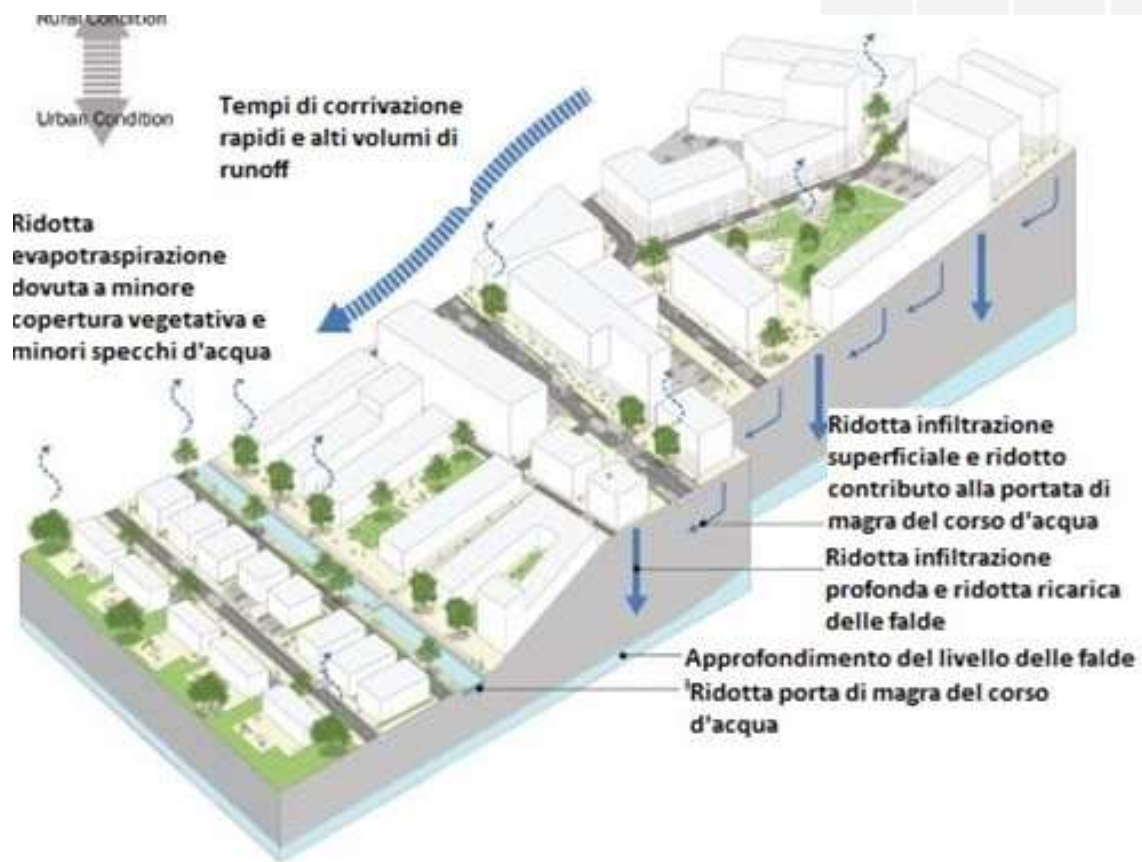 Rural Condition
Urban Condition
Tempi di corrivazione
rapidi e alti volumi di
runoff
Ridotta
evapotraspirazione
dovuta a minore
copertura vegetativa e
minori specchi d'acqua
Ridotta infiltrazione
superficiale e ridotto
contributo alla portata di
magra del corso d'acqua
Ridotta infiltrazione
profonda e ridotta ricarica
delle falde
Approfondimento del livello delle falde
Ridotta porta di magra del corso
d'acqua